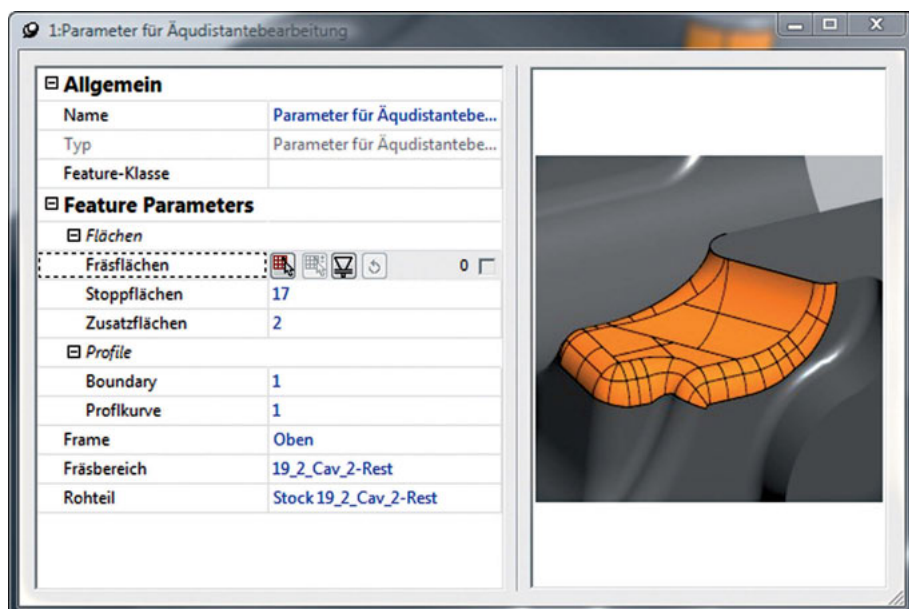 1:Parameter für Äqudistantebearbeitung
Allgemein
Name Parameter für Äqudistantebe...
Typ Parameter für Äqudistantebe...
Feature-Klasse
Feature Parameters
Flächen
Fräsflächen 0
Stoppflächen 17
Zusatzflächen 2
Profile
Boundary 1
Proflkurve 1
Frame Oben
Fräsbereich 19_2_Cav_2-Rest
Rohteil Stock 19_2_Cav_2-Rest